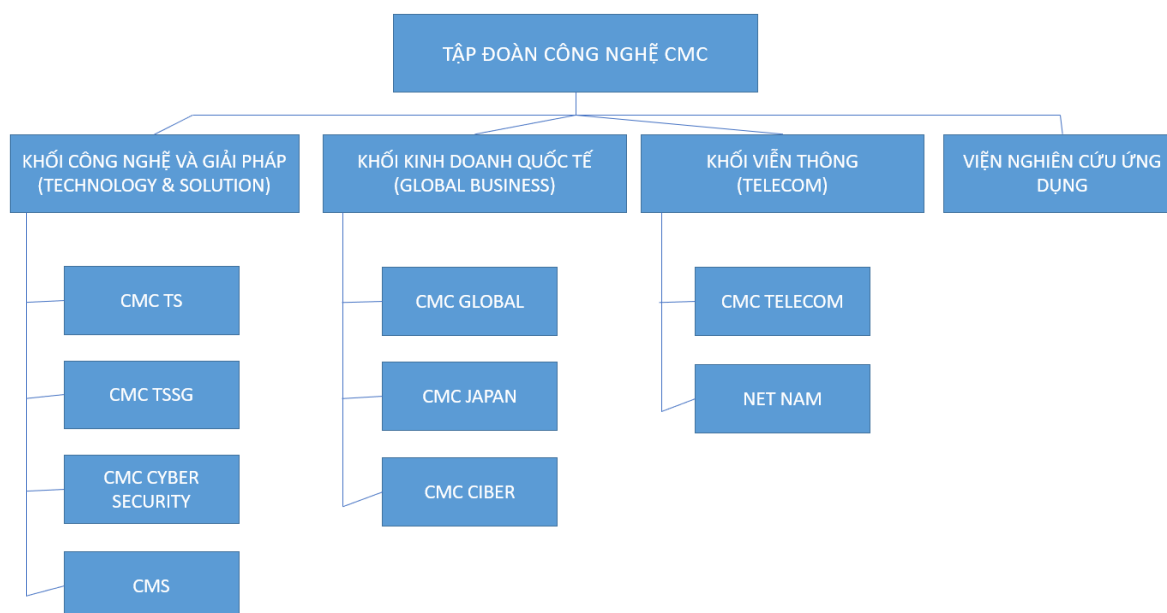 TẬP ĐOÀN CÔNG NGHỆ CMC
KHỐI CÔNG NGHỆ VÀ GIẢI PHÁP
(TECHNOLOGY & SOLUTION)
KHỐI KINH DOANH QUỐC TẾ
(GLOBAL BUSINESS)
KHỐI VIỄN THÔNG
(TELECOM)
VIỆN NGHIÊN CỨU ỨNG
DỤNG
CMC TS
CMC GLOBAL
CMC TELECOM
CMC TSSG
CMC JAPAN
NET NAM
CMC CYBER
SECURITY
CMC CIBER
CMS